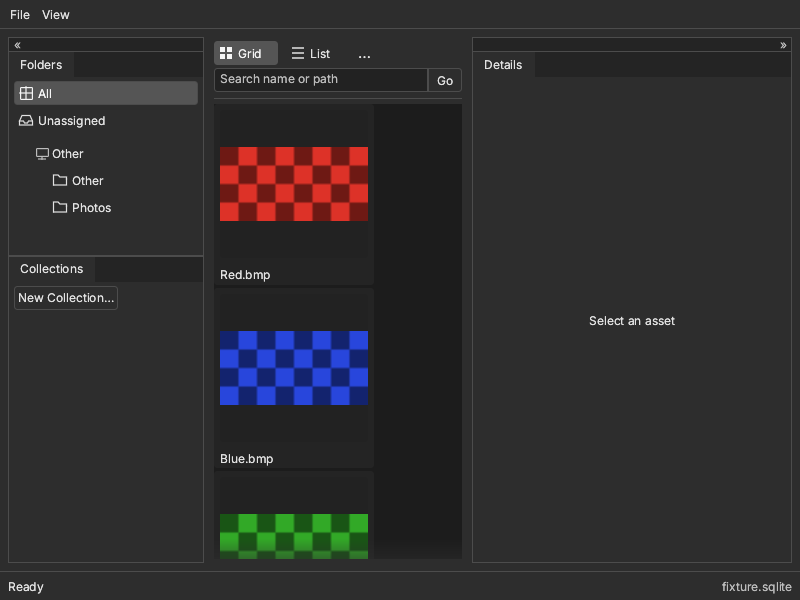 File View
«
Folders
All
Unassigned
Other
Other
Photos
Collections
New Collection...
Grid List ...
Search name or path Go
Red.bmp
Blue.bmp
»
Details
Select an asset
Ready fixture.sqlite